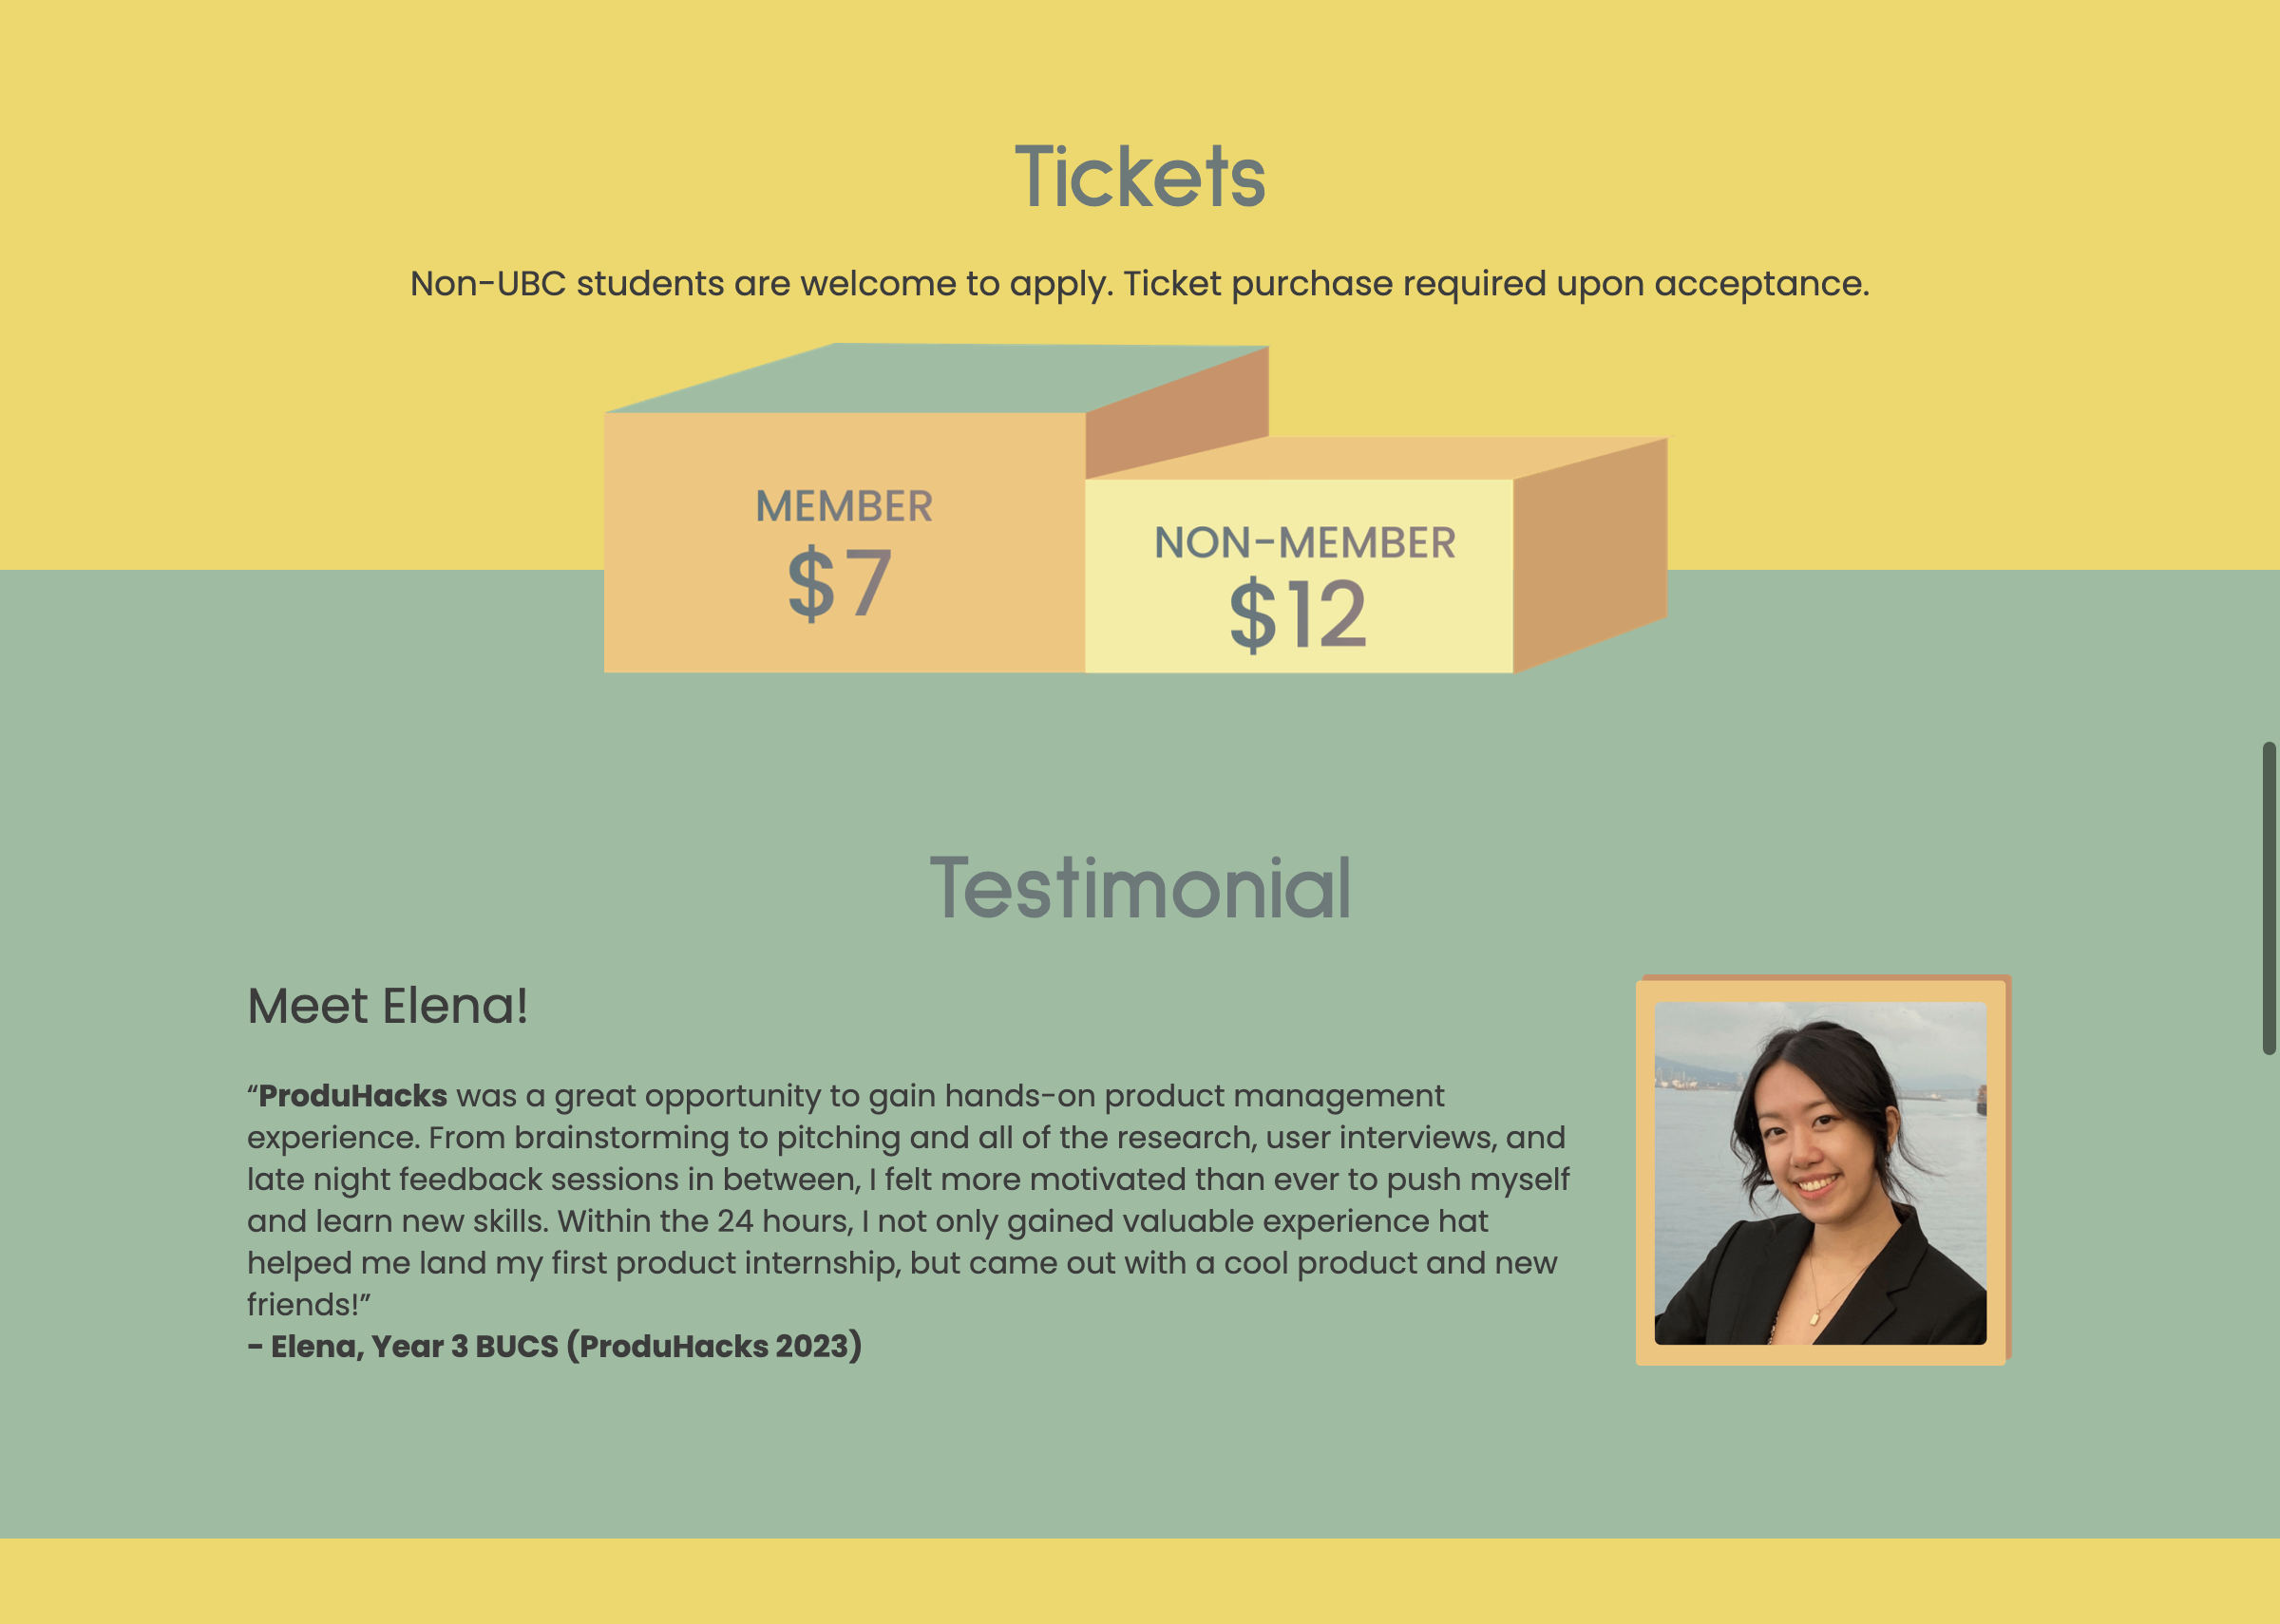 Tickets
Non-UBC students are welcome to apply. Ticket purchase required upon acceptance.
MEMBER
$7
NON-MEMBER
$12
Testimonial
Meet Elena!
“ProduHacks was a great opportunity to gain hands-on product management
experience. From brainstorming to pitching and all of the research, user interviews, and
late night feedback sessions in between, I felt more motivated than ever to push myself
and learn new skills. Within the 24 hours, I not only gained valuable experience hat
helped me land my first product internship, but came out with a cool product and new
friends!”
- Elena, Year 3 BUCS (ProduHacks 2023)